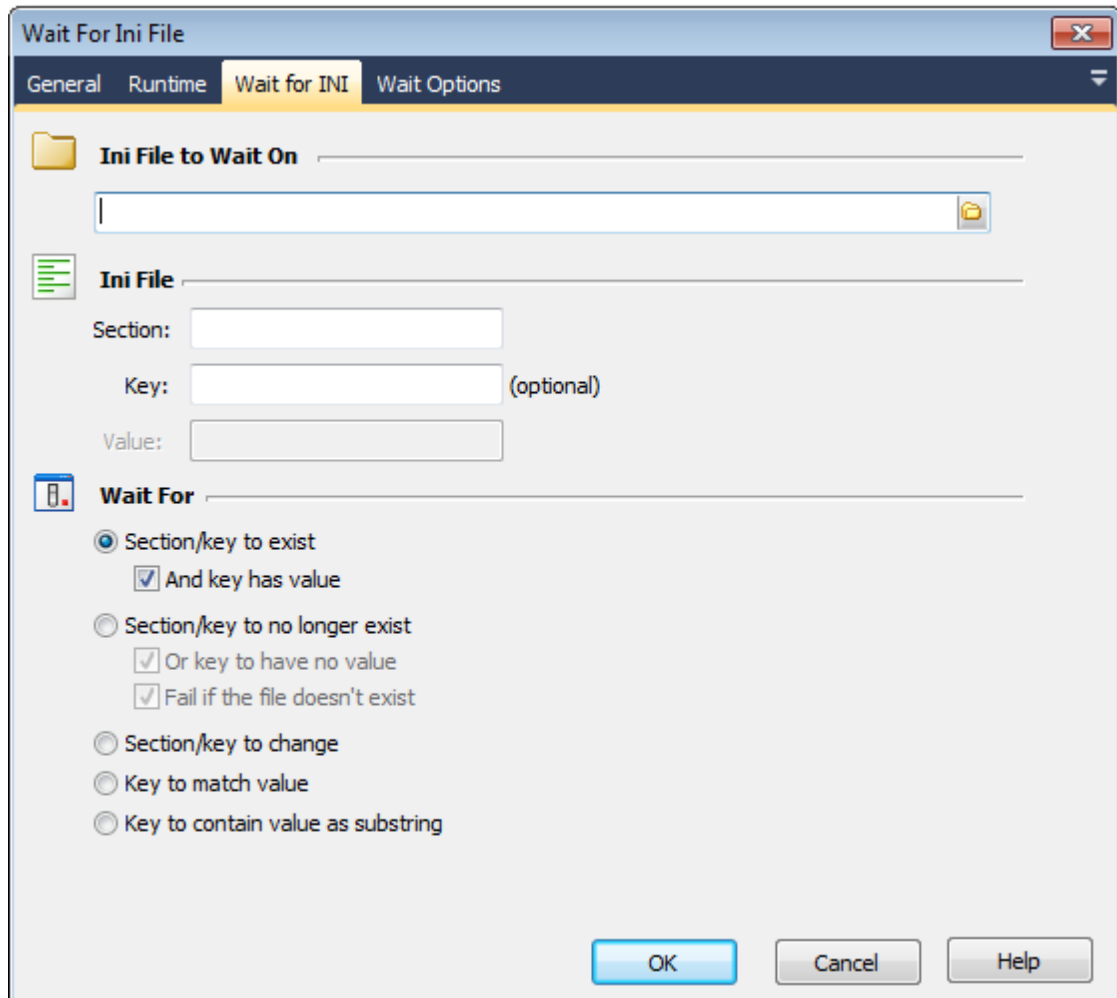 Wait For Ini File
General Runtime Wait for INI Wait Options
Ini File to Wait On
Ini File
Section:
Key: (optional)
Value:
Wait For
Section/key to exist
And key has value
Section/key to no longer exist
Or key to have no value
Fail if the file doesn't exist
Section/key to change
Key to match value
Key to contain value as substring
OK Cancel Help